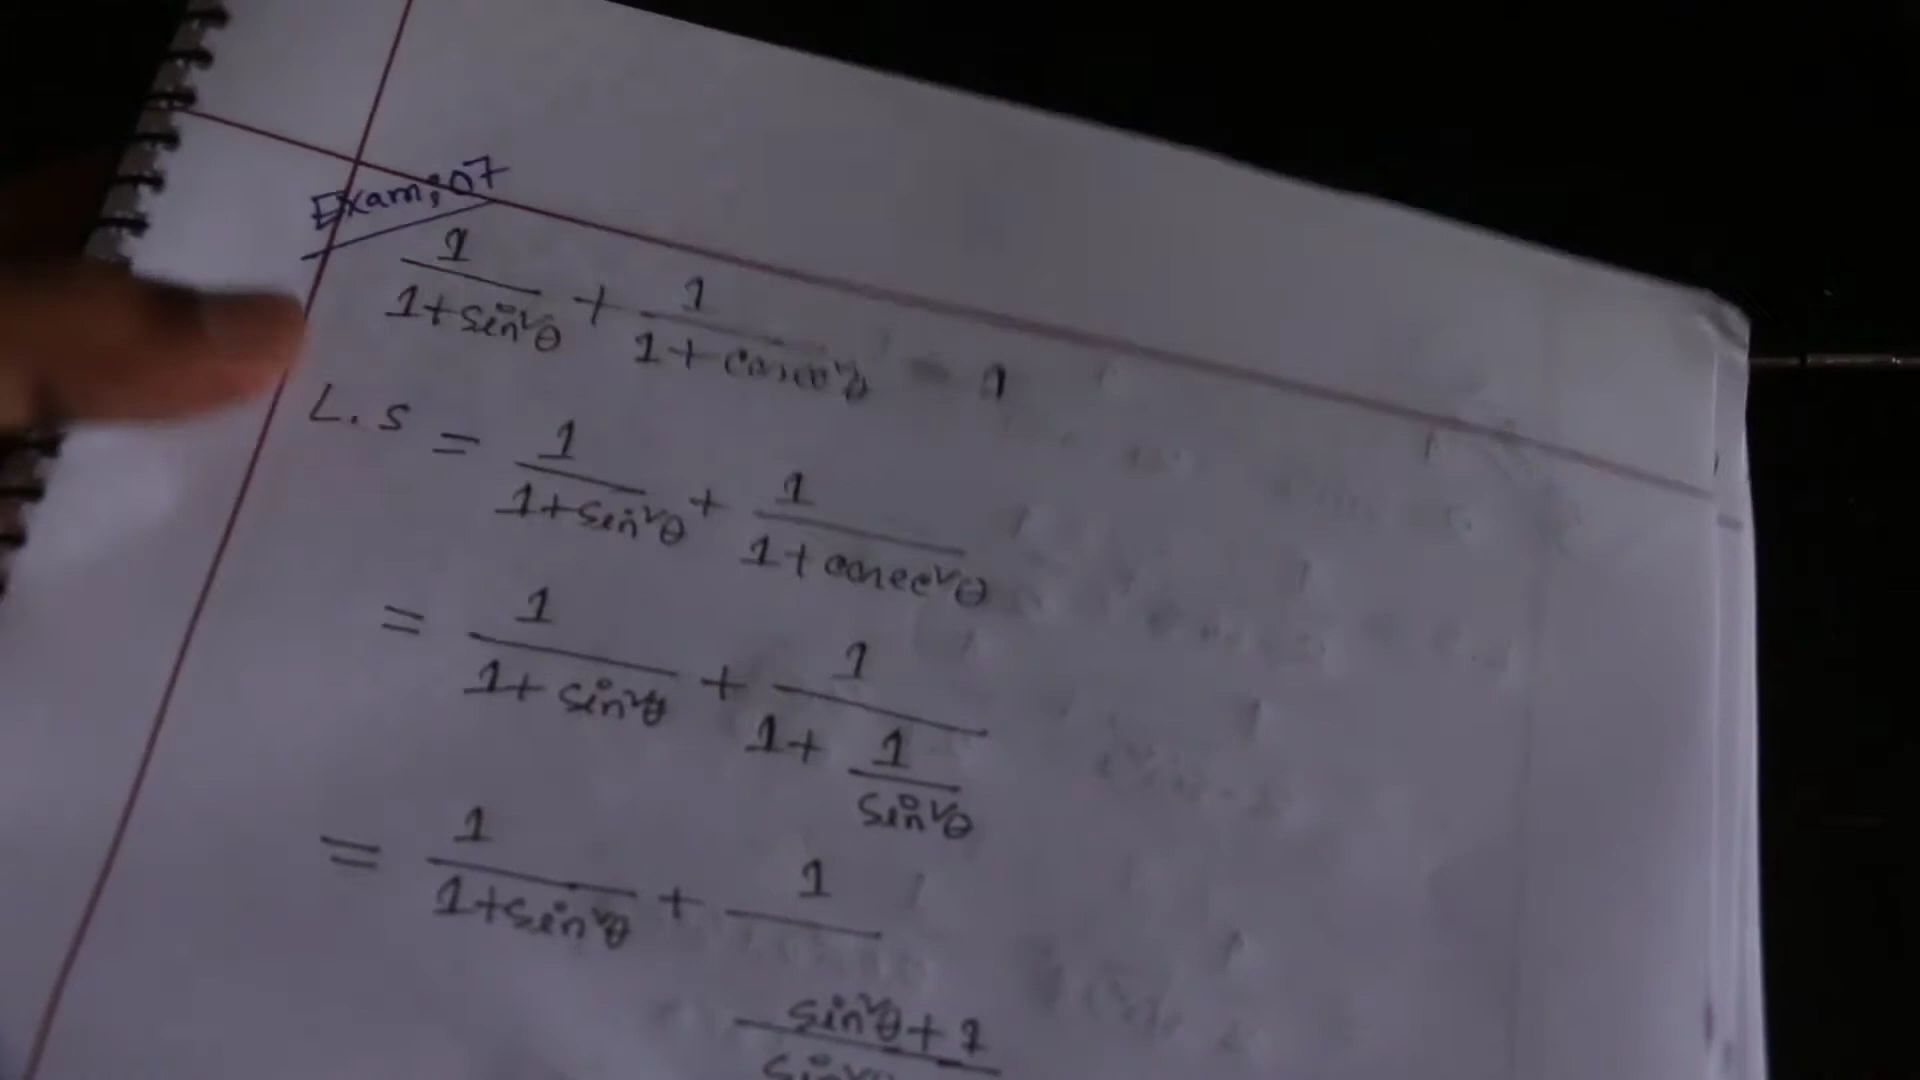 Exam: 07
1/(1+sin²θ) + 1/(1+cosec²θ) = 1
L.S = 1/(1+sin²θ) + 1/(1+cosec²θ)
= 1/(1+sin²θ) + 1/(1+1/sin²θ)
= 1/(1+sin²θ) + 1/((sin²θ+1)/sin²θ)